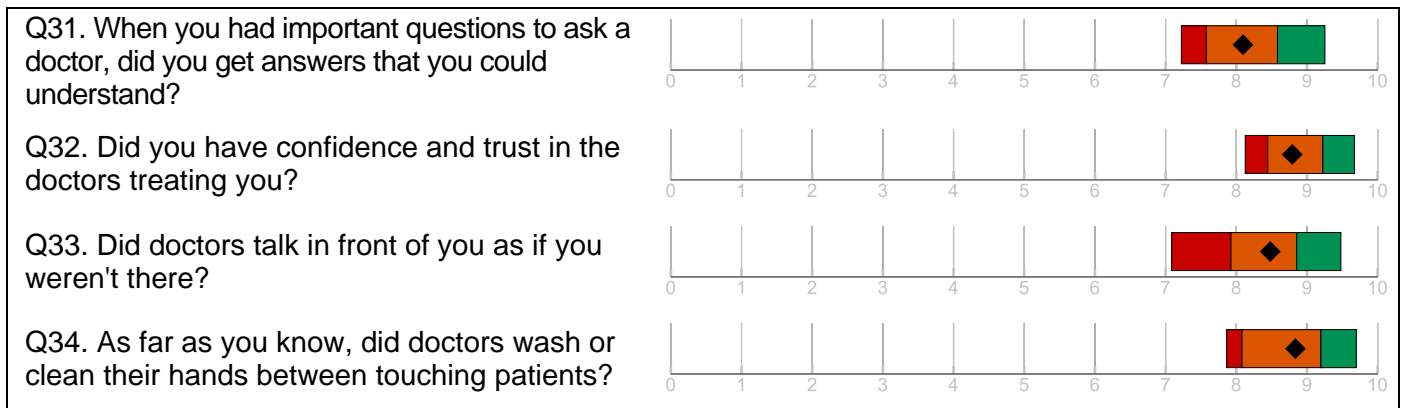 Q31. When you had important questions to ask a
doctor, did you get answers that you could
understand?
0 1 2 3 4 5 6 7 8 9 10
Q32. Did you have confidence and trust in the
doctors treating you?
0 1 2 3 4 5 6 7 8 9 10
Q33. Did doctors talk in front of you as if you
weren't there?
0 1 2 3 4 5 6 7 8 9 10
Q34. As far as you know, did doctors wash or
clean their hands between touching patients?
0 1 2 3 4 5 6 7 8 9 10